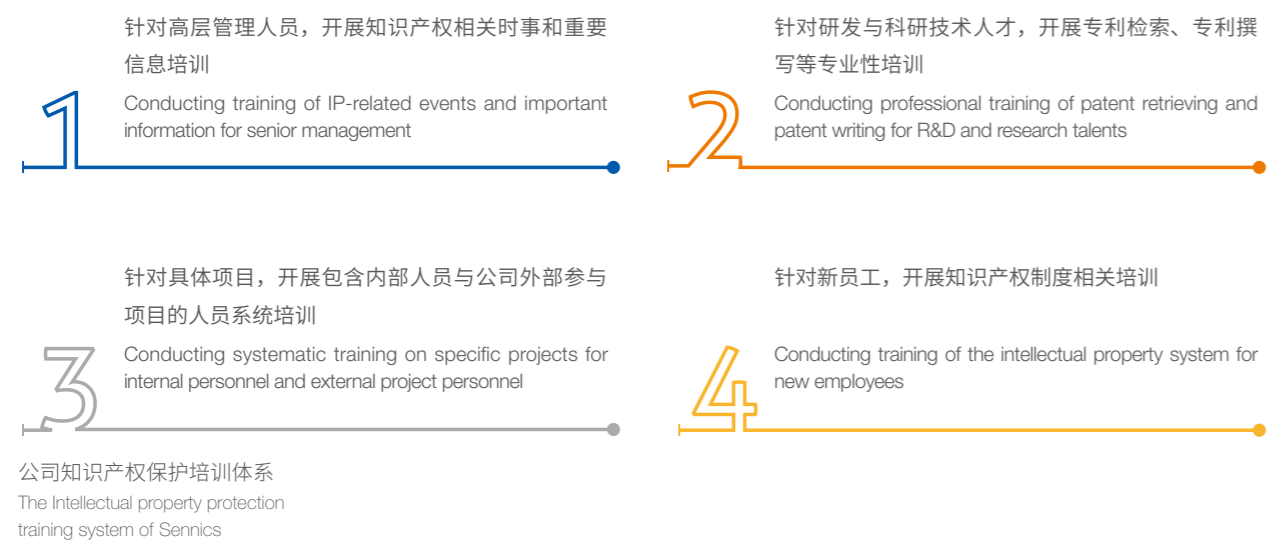 针对高层管理人员，开展知识产权相关时事和重要
信息培训
1
Conducting training of IP-related events and important
information for senior management
针对研发与科研技术人才，开展专利检索、专利撰
写等专业性培训
2
Conducting professional training of patent retrieving and
patent writing for R&D and research talents
针对具体项目，开展包含内部人员与公司外部参与
项目的人员系统培训
3
Conducting systematic training on specific projects for
internal personnel and external project personnel
针对新员工，开展知识产权制度相关培训
4
Conducting training of the intellectual property system for
new employees
公司知识产权保护培训体系
The Intellectual property protection
training system of Sennics